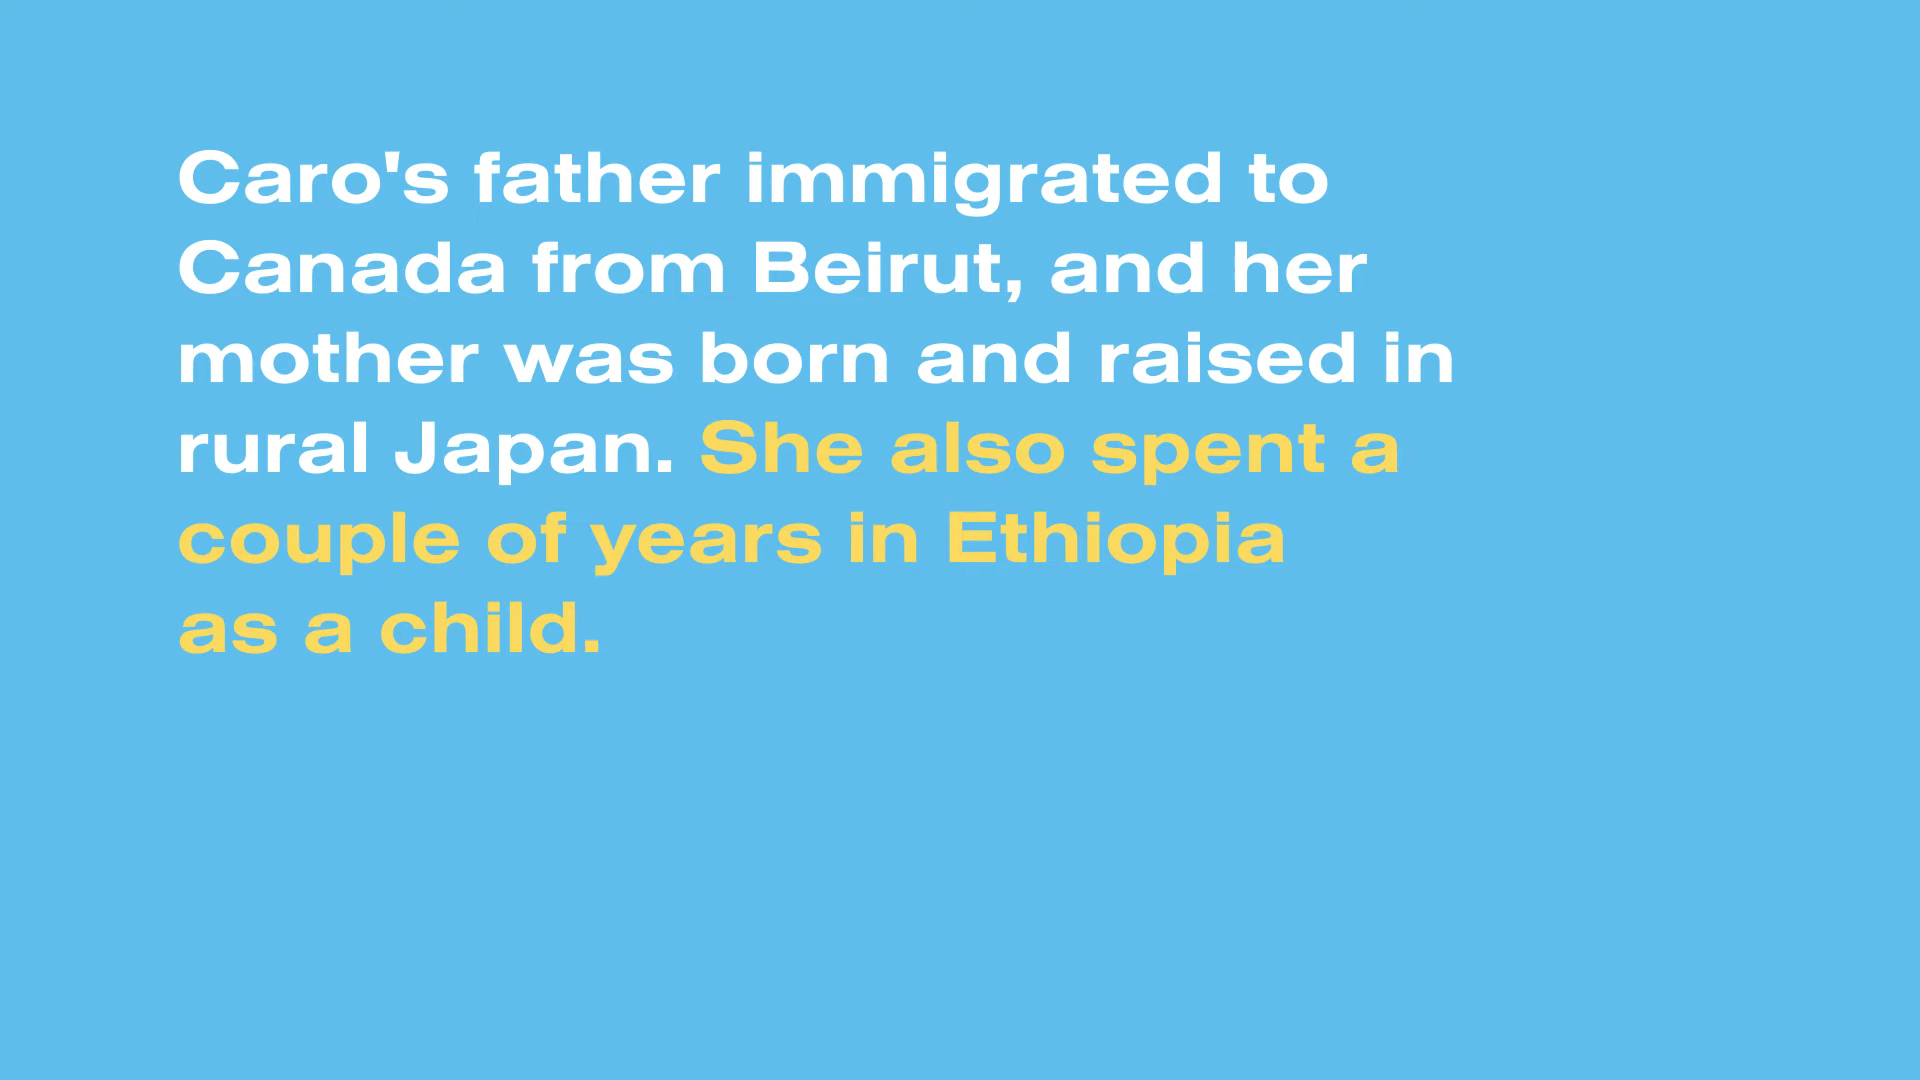 Caro's father immigrated to
Canada from Beirut, and her
mother was born and raised in
rural Japan. She also spent a
couple of years in Ethiopia
as a child.